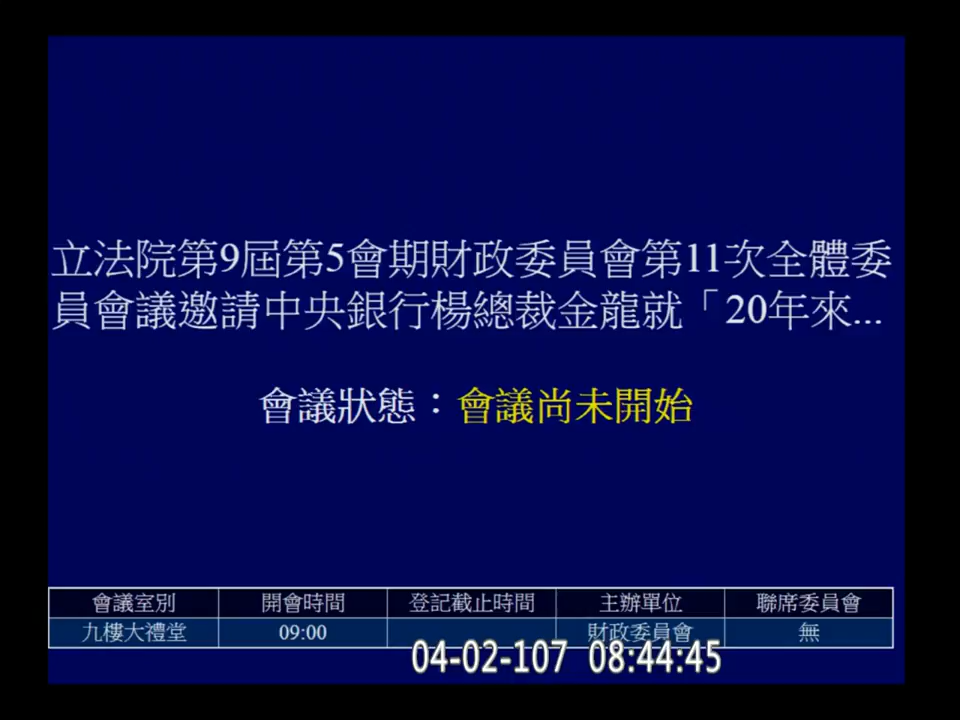 立法院第9屆第5會期財政委員會第11次全體委
員會議邀請中央銀行楊總裁金龍就「20年來...
會議狀態：會議尚未開始
會議室別 開會時間 登記截止時間 主辦單位 聯席委員會
九樓大禮堂 09:00 財政委員會 無
04-02-107 08:44:45